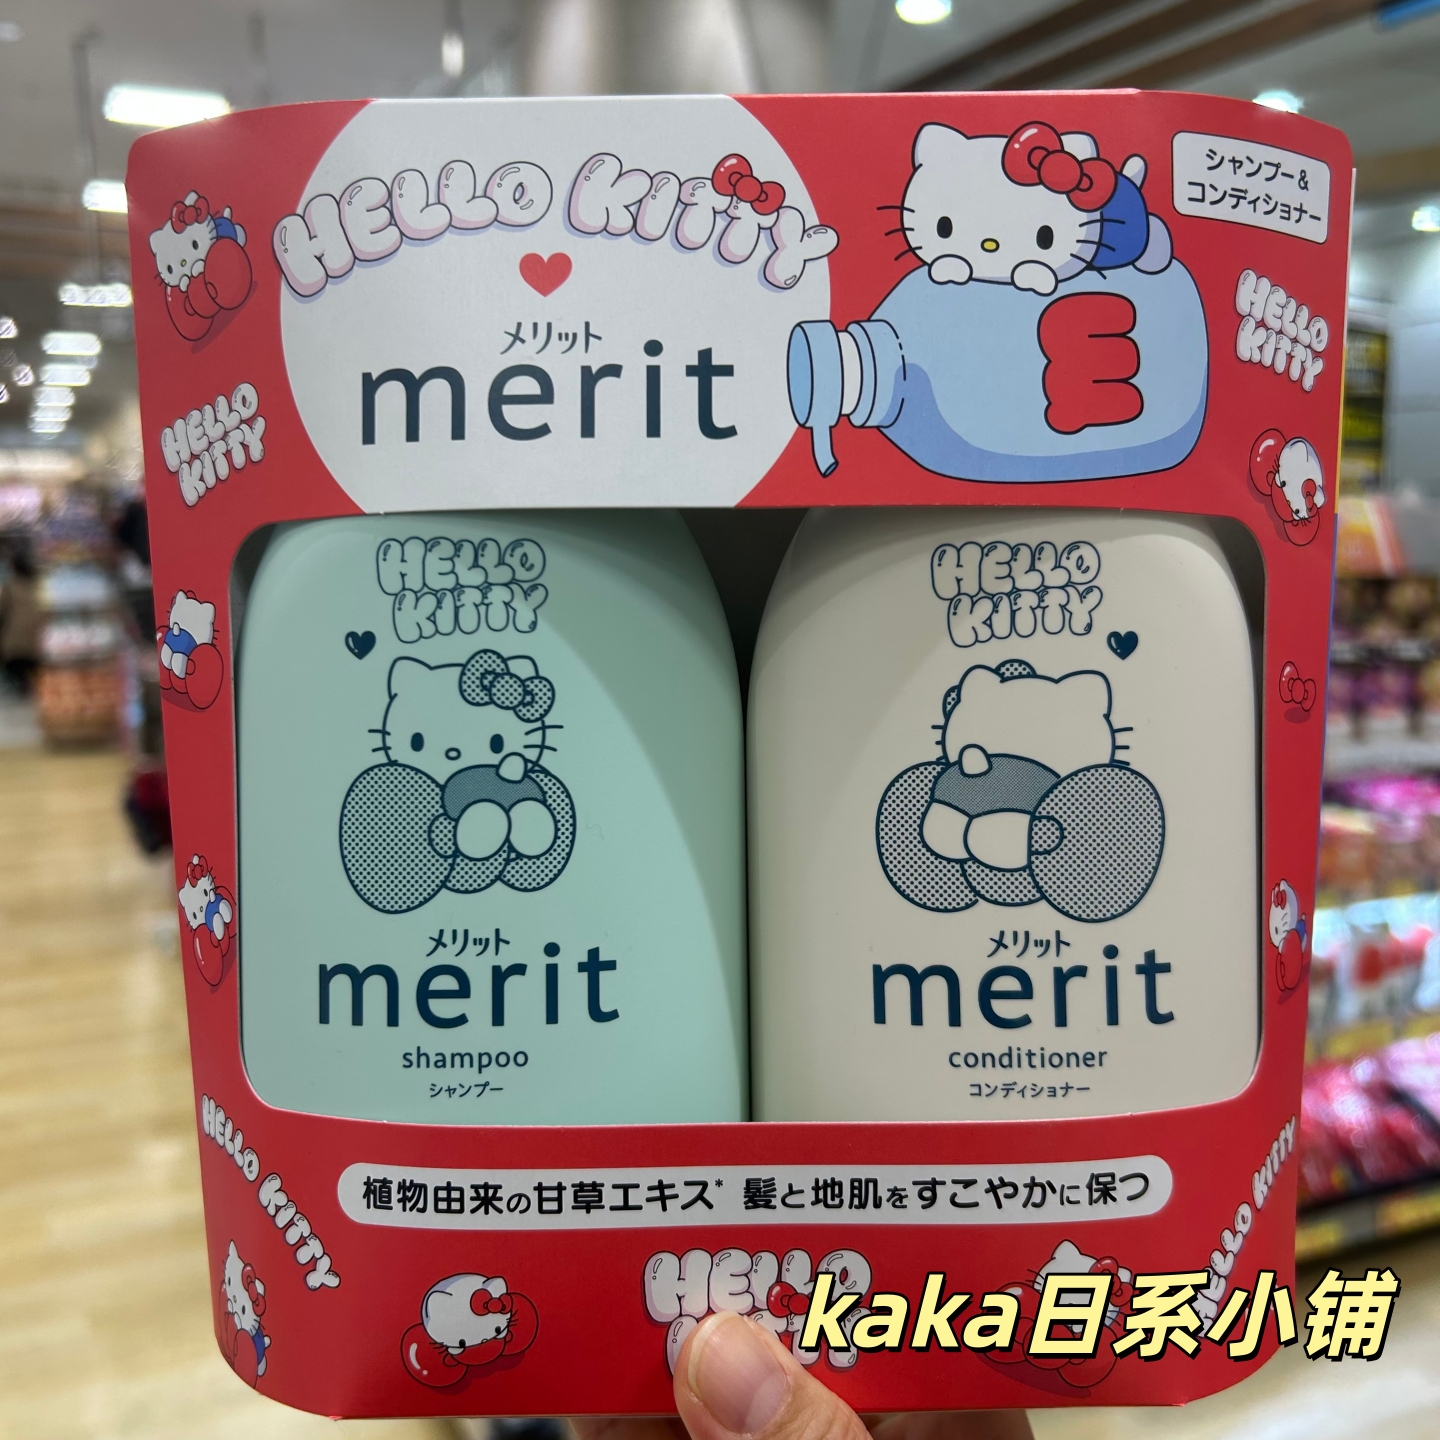 HELLO KITTY
メリット
merit
シャンプー&
コンディショナー
E
HELLO
KITTY
HELLO
KITTY
HELLO
KITTY
メリット
merit
shampoo
シャンプー
HELLO
KITTY
メリット
merit
conditioner
コンディショナー
植物由来の甘草エキス* 髪と地肌をすこやかに保つ
HELLO KITTY
HELLO KITTY
HELLO
kaka日系小铺